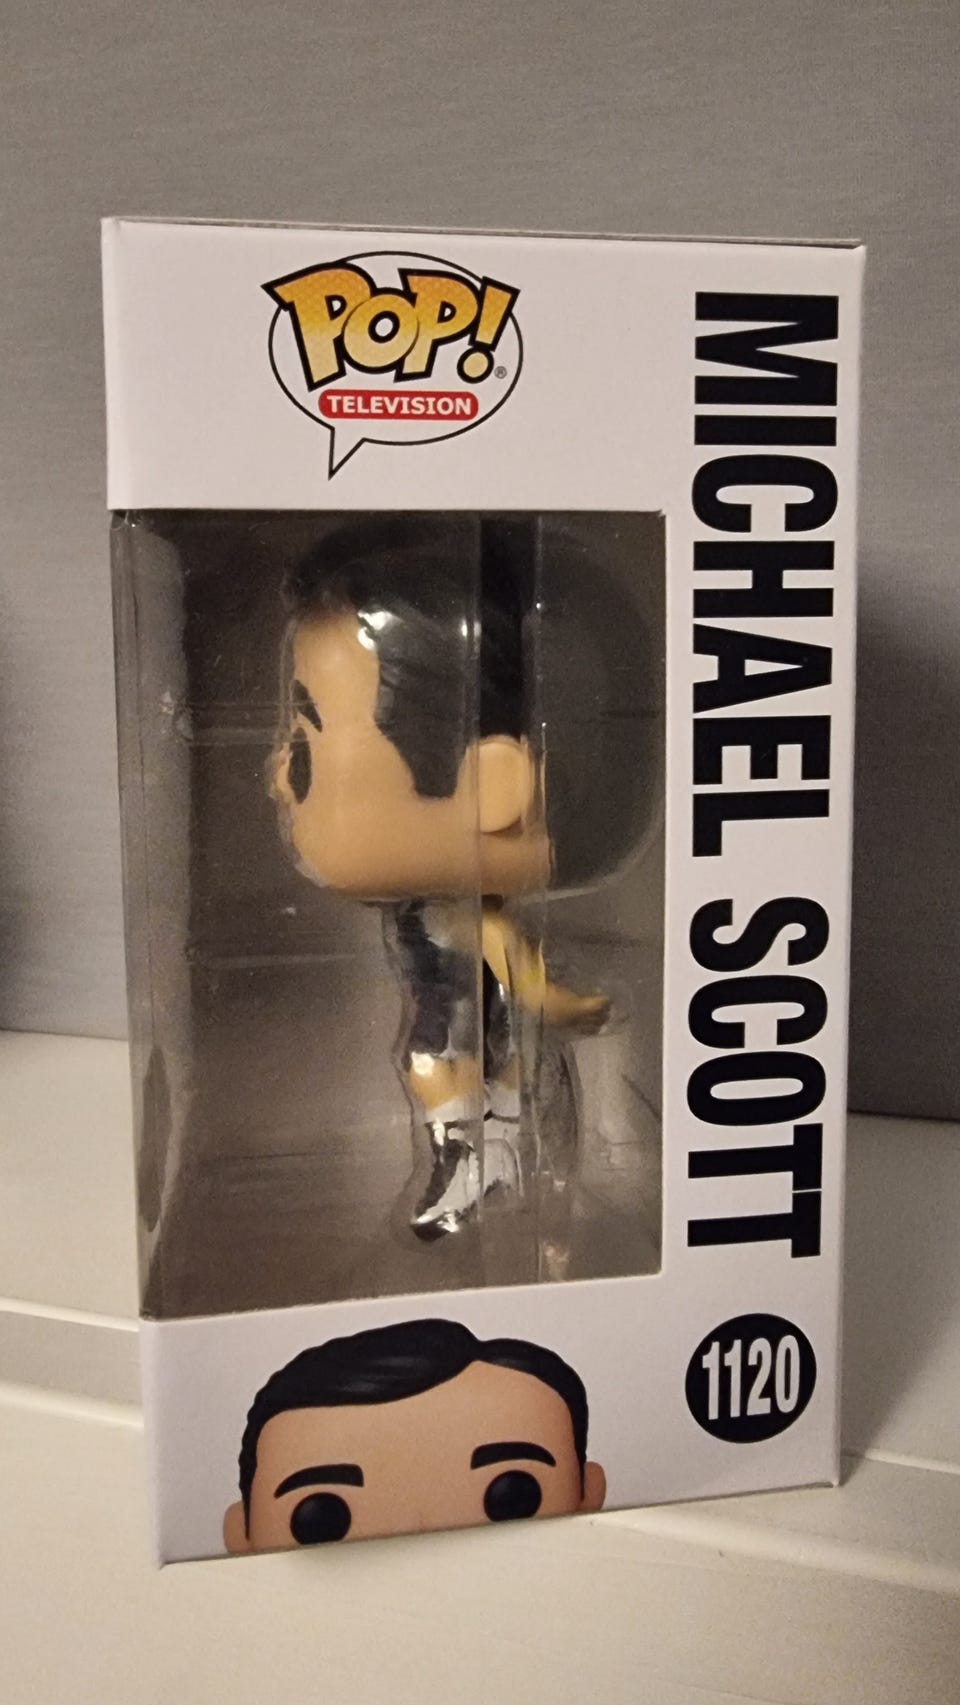 POP!
®
TELEVISION
MICHAEL SCOTT
1120